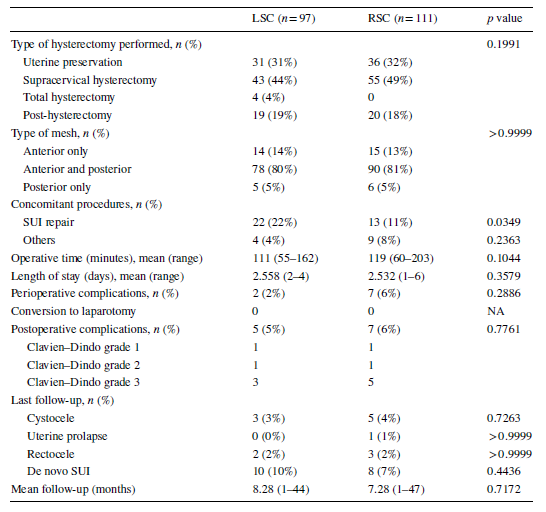 LSC (n=97) RSC (n=111) p value
Type of hysterectomy performed, n (%) 0.1991
Uterine preservation 31 (31%) 36 (32%)
Supracervical hysterectomy 43 (44%) 55 (49%)
Total hysterectomy 4 (4%) 0
Post-hysterectomy 19 (19%) 20 (18%)
Type of mesh, n (%) >0.9999
Anterior only 14 (14%) 15 (13%)
Anterior and posterior 78 (80%) 90 (81%)
Posterior only 5 (5%) 6 (5%)
Concomitant procedures, n (%)
SUI repair 22 (22%) 13 (11%) 0.0349
Others 4 (4%) 9 (8%) 0.2363
Operative time (minutes), mean (range) 111 (55–162) 119 (60–203) 0.1044
Length of stay (days), mean (range) 2.558 (2–4) 2.532 (1–6) 0.3579
Perioperative complications, n (%) 2 (2%) 7 (6%) 0.2886
Conversion to laparotomy 0 0 NA
Postoperative complications, n (%) 5 (5%) 7 (6%) 0.7761
Clavien–Dindo grade 1 1 1
Clavien–Dindo grade 2 1 1
Clavien–Dindo grade 3 3 5
Last follow-up, n (%)
Cystocele 3 (3%) 5 (4%) 0.7263
Uterine prolapse 0 (0%) 1 (1%) >0.9999
Rectocele 2 (2%) 3 (2%) >0.9999
De novo SUI 10 (10%) 8 (7%) 0.4436
Mean follow-up (months) 8.28 (1–44) 7.28 (1–47) 0.7172